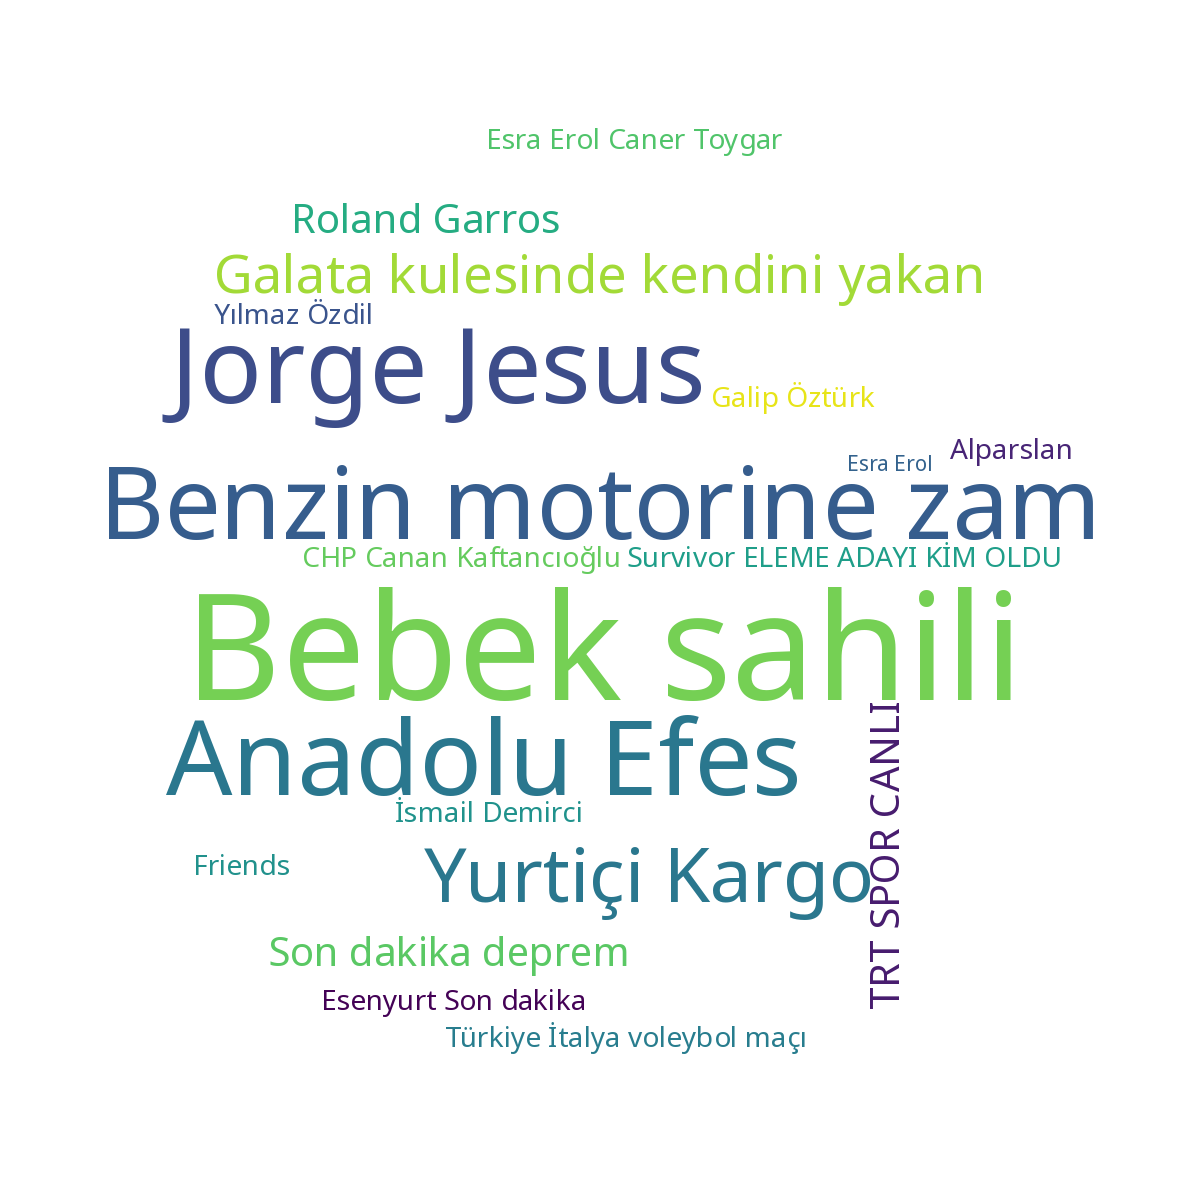 Esra Erol Caner Toygar
Roland Garros
Galata kulesinde kendini yakan
Yılmaz Özdil
Jorge Jesus
Galip Öztürk
Alparslan
Esra Erol
Benzin motorine zam
CHP Canan Kaftancıoğlu
Survivor ELEME ADAYI KİM OLDU
Bebek sahili
Anadolu Efes
TRT SPOR CANLI
İsmail Demirci
Friends
Yurtiçi Kargo
Son dakika deprem
Esenyurt Son dakika
Türkiye İtalya voleybol maçı